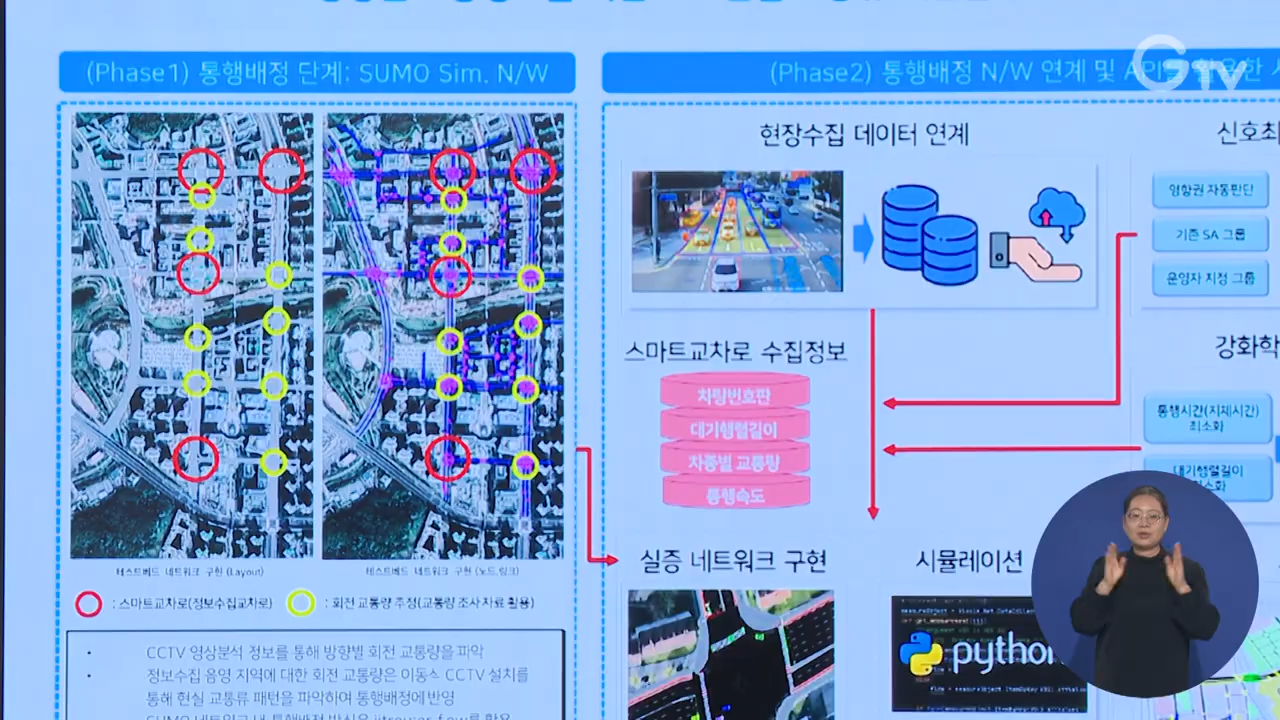 (Phase1) 통행배정 단계: SUMO Sim. N/W
테스트베드 네트워크 구현 (Layout)
테스트베드 네트워크 구현 (노드,링크)
: 스마트교차로(정보수집교차로)
: 회전 교통량 추정(교통량 조사 자료 활용)
• CCTV 영상분석 정보를 통해 방향별 회전 교통량을 파악
• 정보수집 음영 지역에 대한 회전 교통량은 이동식 CCTV 설치를
통해 현실 교통류 패턴을 파악하여 통행배정에 반영
(Phase2) 통행배정 N/W 연계 및
GTV
현장수집 데이터 연계
스마트교차로 수집정보
차량번호판
대기행렬길이
차종별 교통량
통행속도
실증 네트워크 구현
시뮬레이션
python
신호최
영향권 자동판단
기존 SA 그룹
운영자 지정 그룹
강화학
통행시간(지체시간)
최소화
대기행렬길이